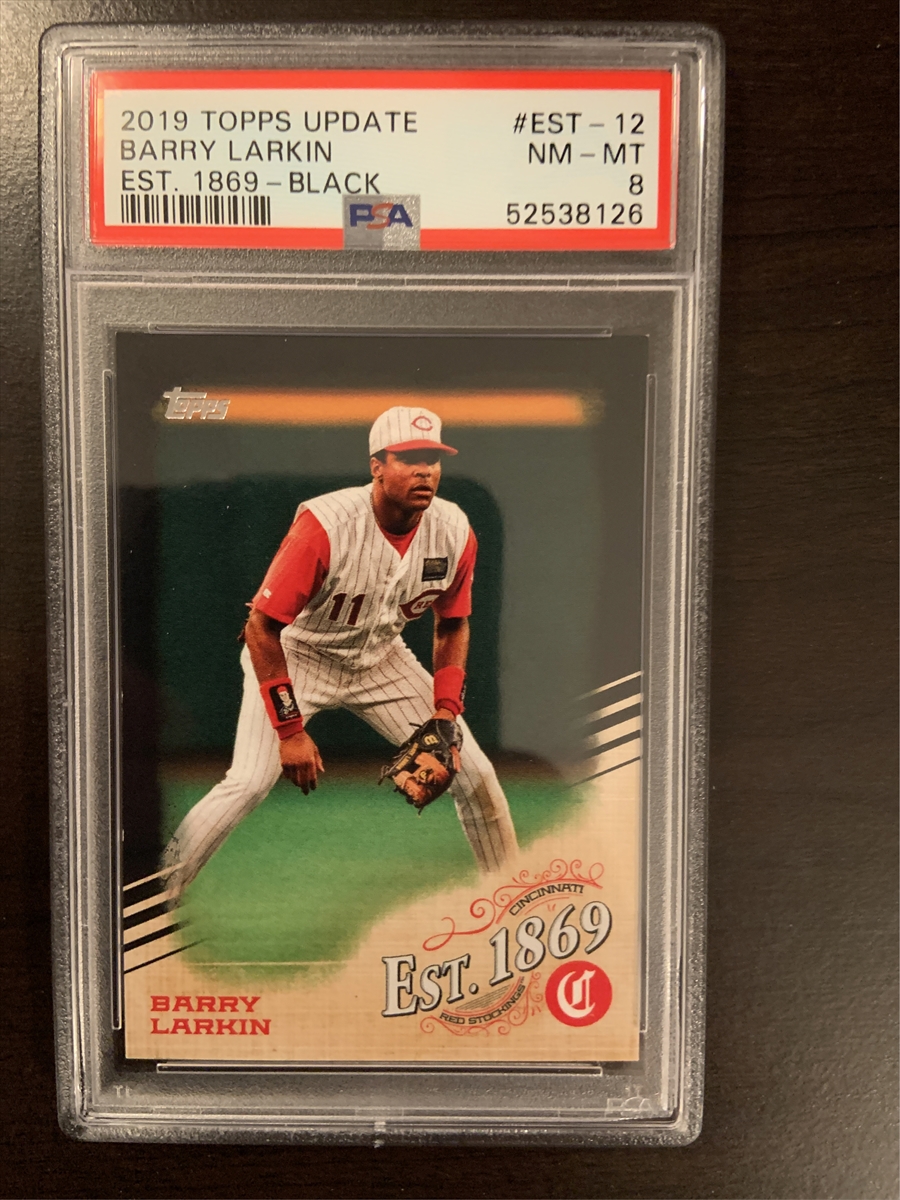 2019 TOPPS UPDATE #EST - 12
BARRY LARKIN NM - MT
EST. 1869 - BLACK 8
PSA 52538126
topps
C
11
CINCINNATI
EST. 1869
RED STOCKINGS
C
BARRY
LARKIN